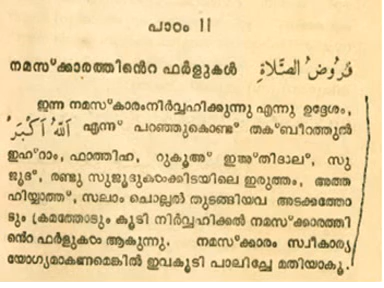 പാഠം 11
നമസ്ക്കാരത്തിൻെറ ഫർളുകൾ فُرُوضُ الصَّلَاةِ
ഇന്ന നമസ്ക്കാരംനിർവ്വഹിക്കുന്നു എന്നു ഉദ്ദേശം,
اَللّٰهُ اَكْبَرُ എന്ന് പറഞ്ഞുകൊണ്ട് തക്ബീറത്തുൽ
ഇഹ്റാം, ഫാത്തിഹ, റുകൂഅ് ഇഅ്തിദാല്, സു
ജൂദ്, രണ്ടു സുജൂദുകൾക്കിടയിലെ ഇരുത്തം, അത്ത
ഹിയ്യാത്ത്, സലാം ചൊല്ലൽ തുടങ്ങിയവ അടക്കത്തോ
ടും ക്രമത്തോടും കൂടി നിർവ്വഹിക്കൽ നമസ്ക്കാരത്തി
ൻെറ ഫർളുകൾ ആകുന്നു. നമസ്ക്കാരം സ്വീകാര്യ
യോഗ്യമാകണമെങ്കിൽ ഇവകൂടി പാലിച്ചേ മതിയാകൂ.